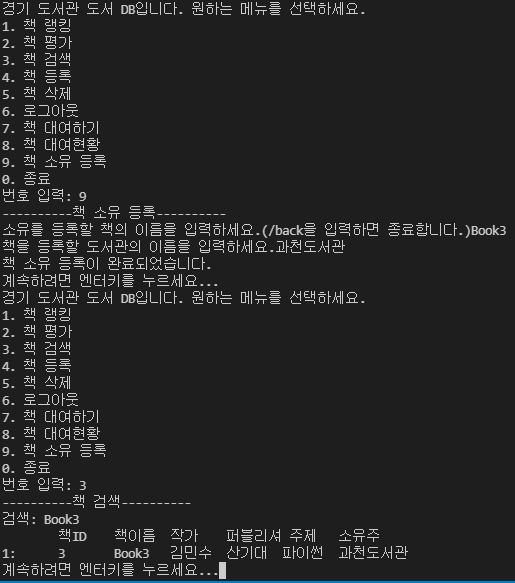 경기 도서관 도서 DB입니다. 원하는 메뉴를 선택하세요.
1. 책 랭킹
2. 책 평가
3. 책 검색
4. 책 등록
5. 책 삭제
6. 로그아웃
7. 책 대여하기
8. 책 대여현황
9. 책 소유 등록
0. 종료
번호 입력: 9
----------책 소유 등록----------
소유를 등록할 책의 이름을 입력하세요.(/back을 입력하면 종료합니다.)Book3
책을 등록할 도서관의 이름을 입력하세요.과천도서관
책 소유 등록이 완료되었습니다.
계속하려면 엔터키를 누르세요...
경기 도서관 도서 DB입니다. 원하는 메뉴를 선택하세요.
1. 책 랭킹
2. 책 평가
3. 책 검색
4. 책 등록
5. 책 삭제
6. 로그아웃
7. 책 대여하기
8. 책 대여현황
9. 책 소유 등록
0. 종료
번호 입력: 3
----------책 검색----------
검색: Book3
책ID 책이름 작가 퍼블리셔 주제 소유주
1: 3 Book3 김민수 산기대 파이썬 과천도서관
계속하려면 엔터키를 누르세요...